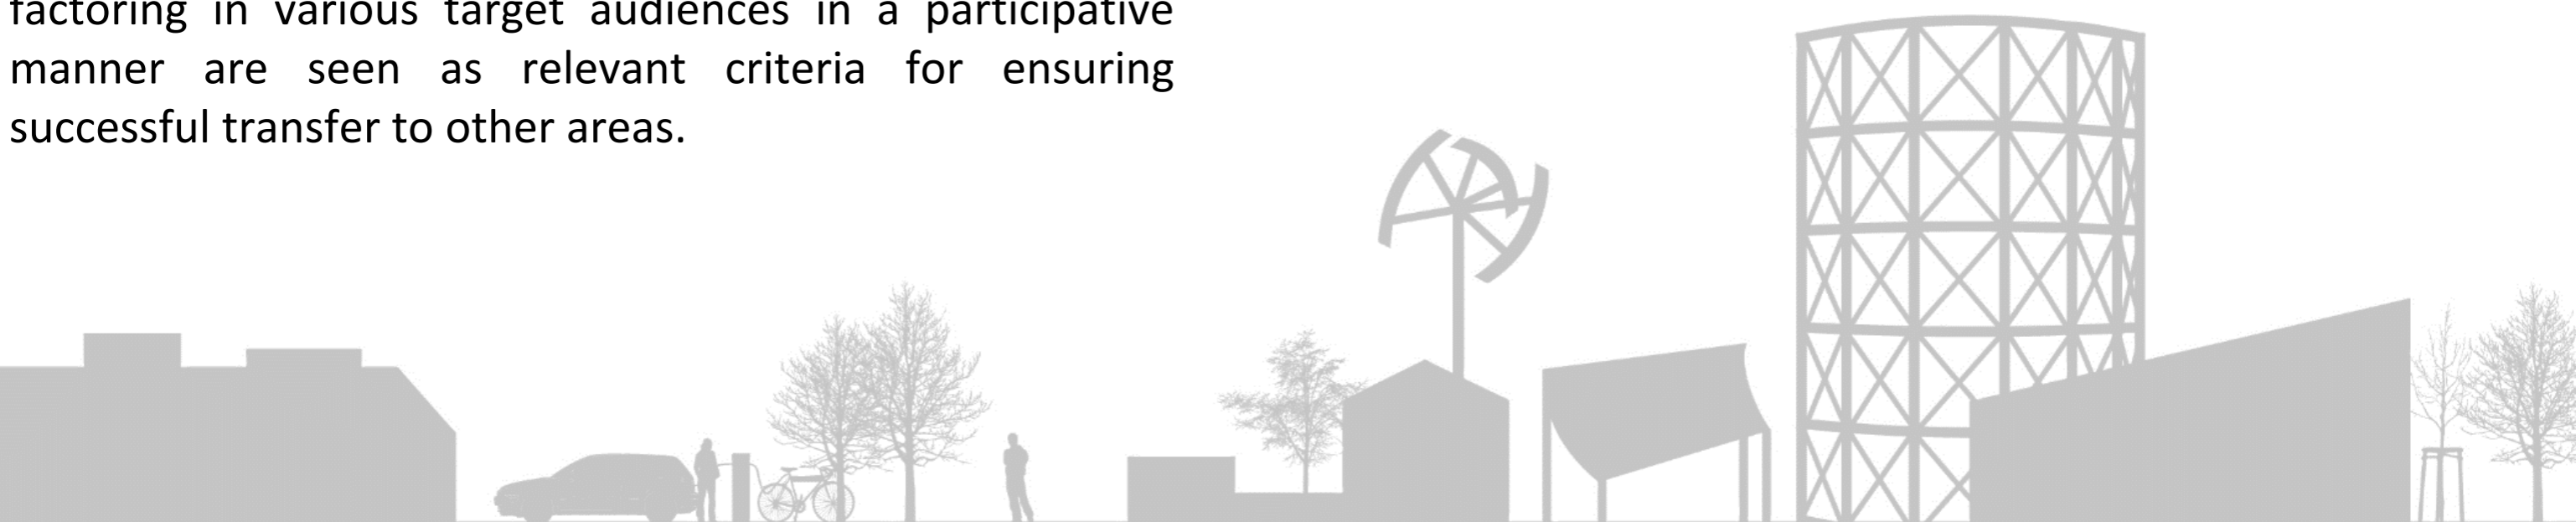 factoring in various target audiences in a participative
manner are seen as relevant criteria for ensuring
successful transfer to other areas.